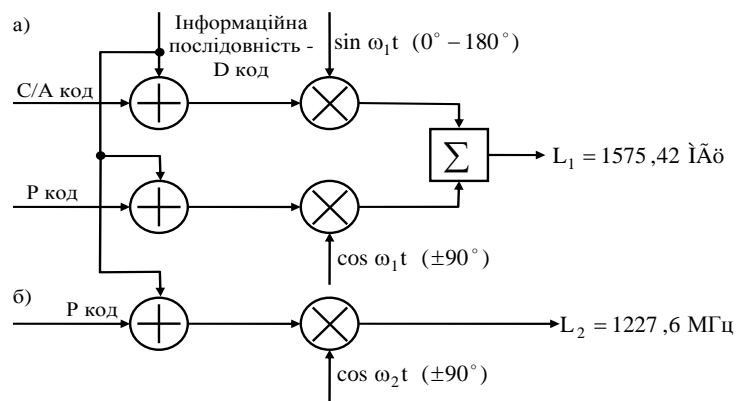 а)
Інформаційна
послідовність -
D код
sin ω₁t (0° − 180°)
С/А код
Σ
L₁ = 1575 ,42 ÌÃö
Р код
cos ω₁t (±90°)
б)
Р код
L₂ = 1227 ,6 МГц
cos ω₂t (±90°)